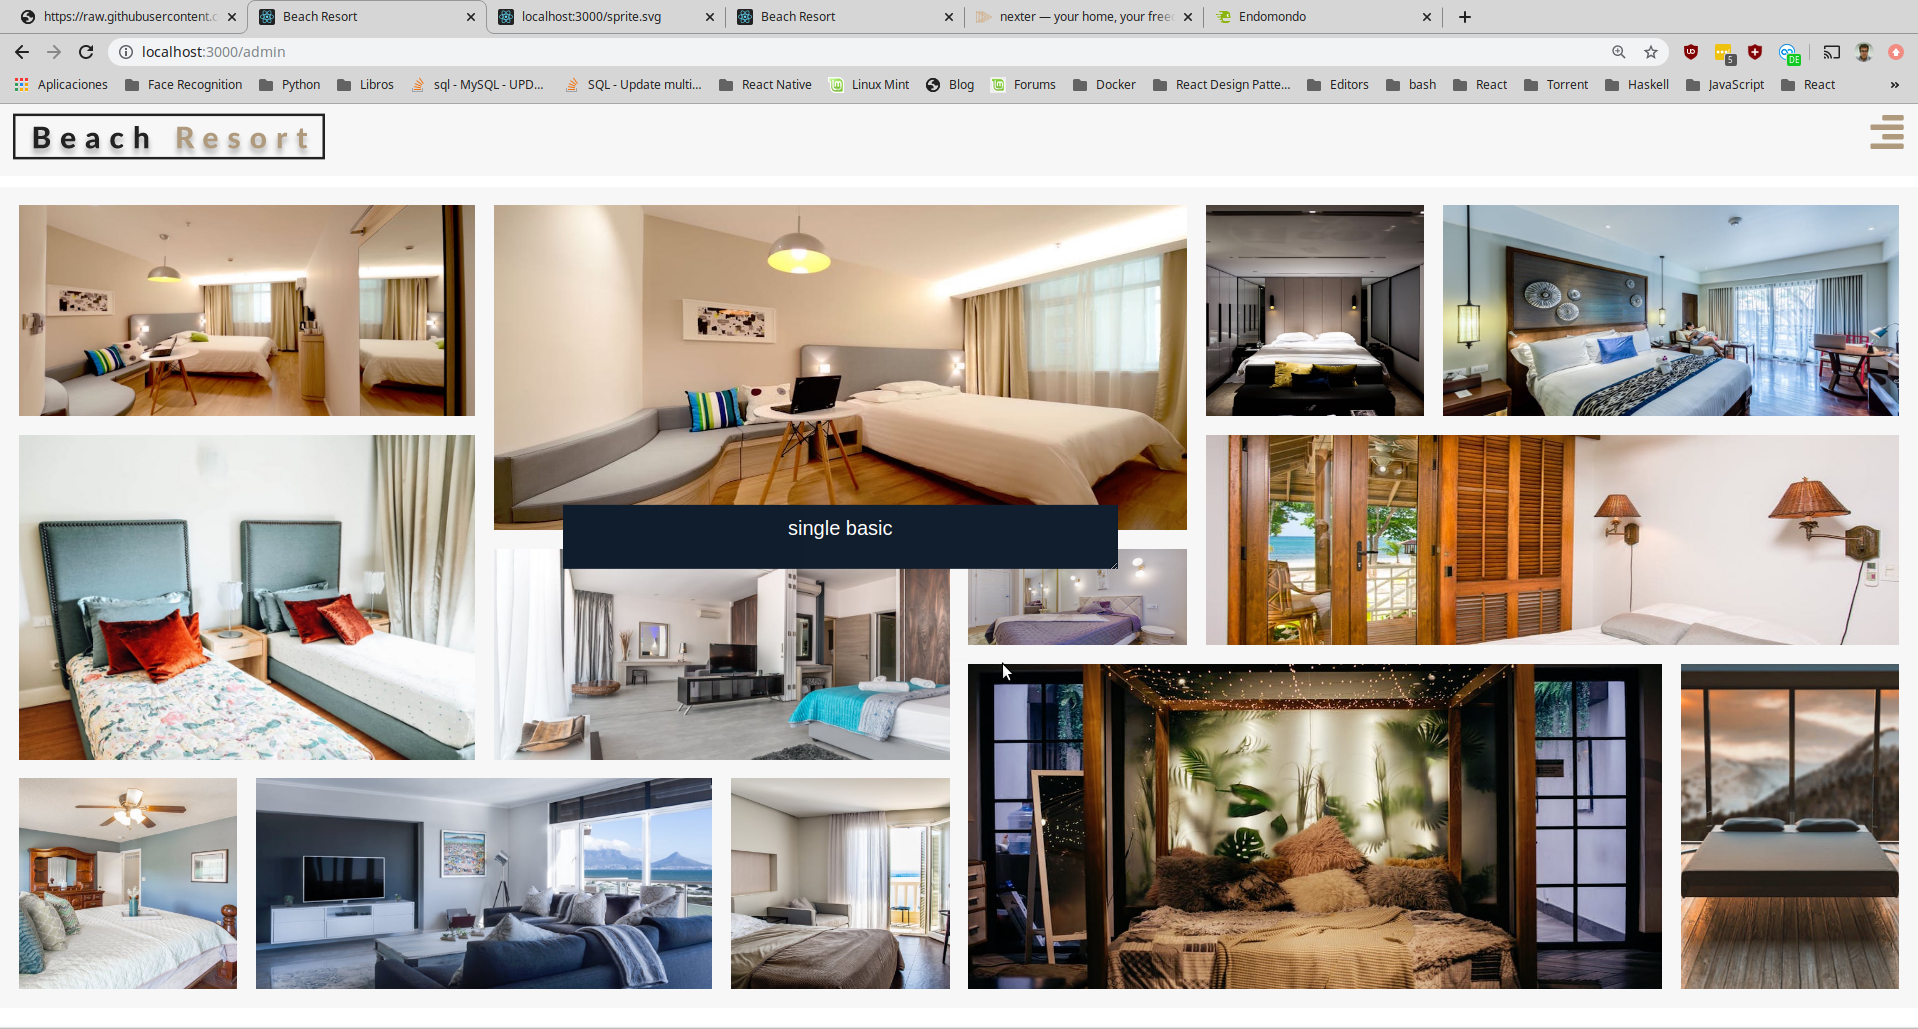 https://raw.githubusercontent.c
Beach Resort
localhost:3000/sprite.svg
Beach Resort
nexter — your home, your free
Endomondo
localhost:3000/admin
5
DE
Aplicaciones
Face Recognition
Python
Libros
sql - MySQL - UPD...
SQL - Update multi...
React Native
Linux Mint
Blog
Forums
Docker
React Design Patte...
Editors
bash
React
Torrent
Haskell
JavaScript
React
»
Beach Resort
single basic